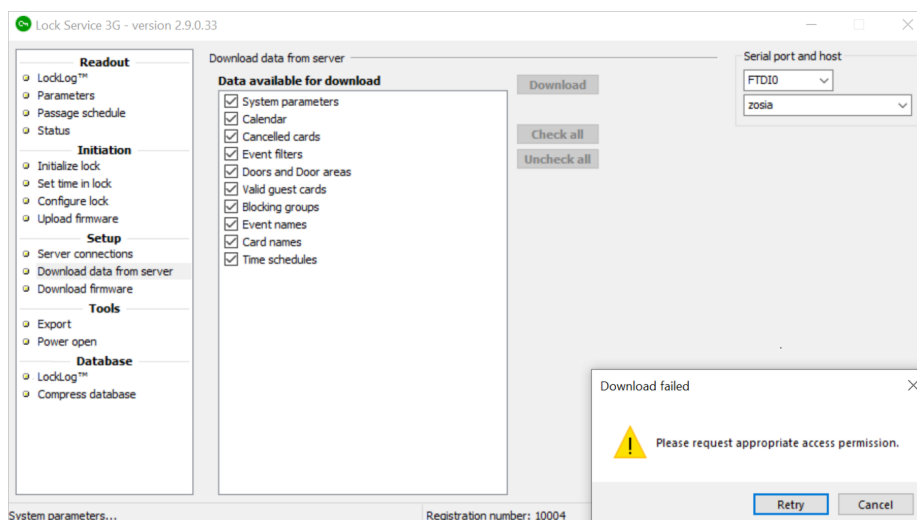 Lock Service 3G - version 2.9.0.33
Readout
LockLog™
Parameters
Passage schedule
Status
Initiation
Initialize lock
Set time in lock
Configure lock
Upload firmware
Setup
Server connections
Download data from server
Download firmware
Tools
Export
Power open
Database
LockLog™
Compress database
Download data from server
Data available for download
System parameters
Calendar
Cancelled cards
Event filters
Doors and Door areas
Valid guest cards
Blocking groups
Event names
Card names
Time schedules
Download
Check all
Uncheck all
Serial port and host
FTDI0
zosia
Download failed
Please request appropriate access permission.
Retry
Cancel
System parameters...
Registration number: 10004